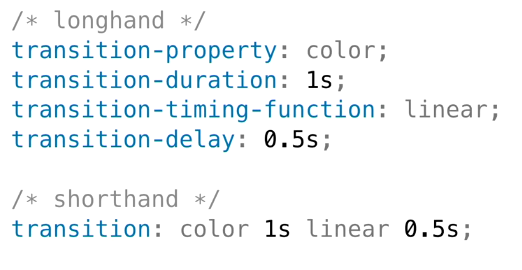 /* longhand */
transition-property: color;
transition-duration: 1s;
transition-timing-function: linear;
transition-delay: 0.5s;
/* shorthand */
transition: color 1s linear 0.5s;